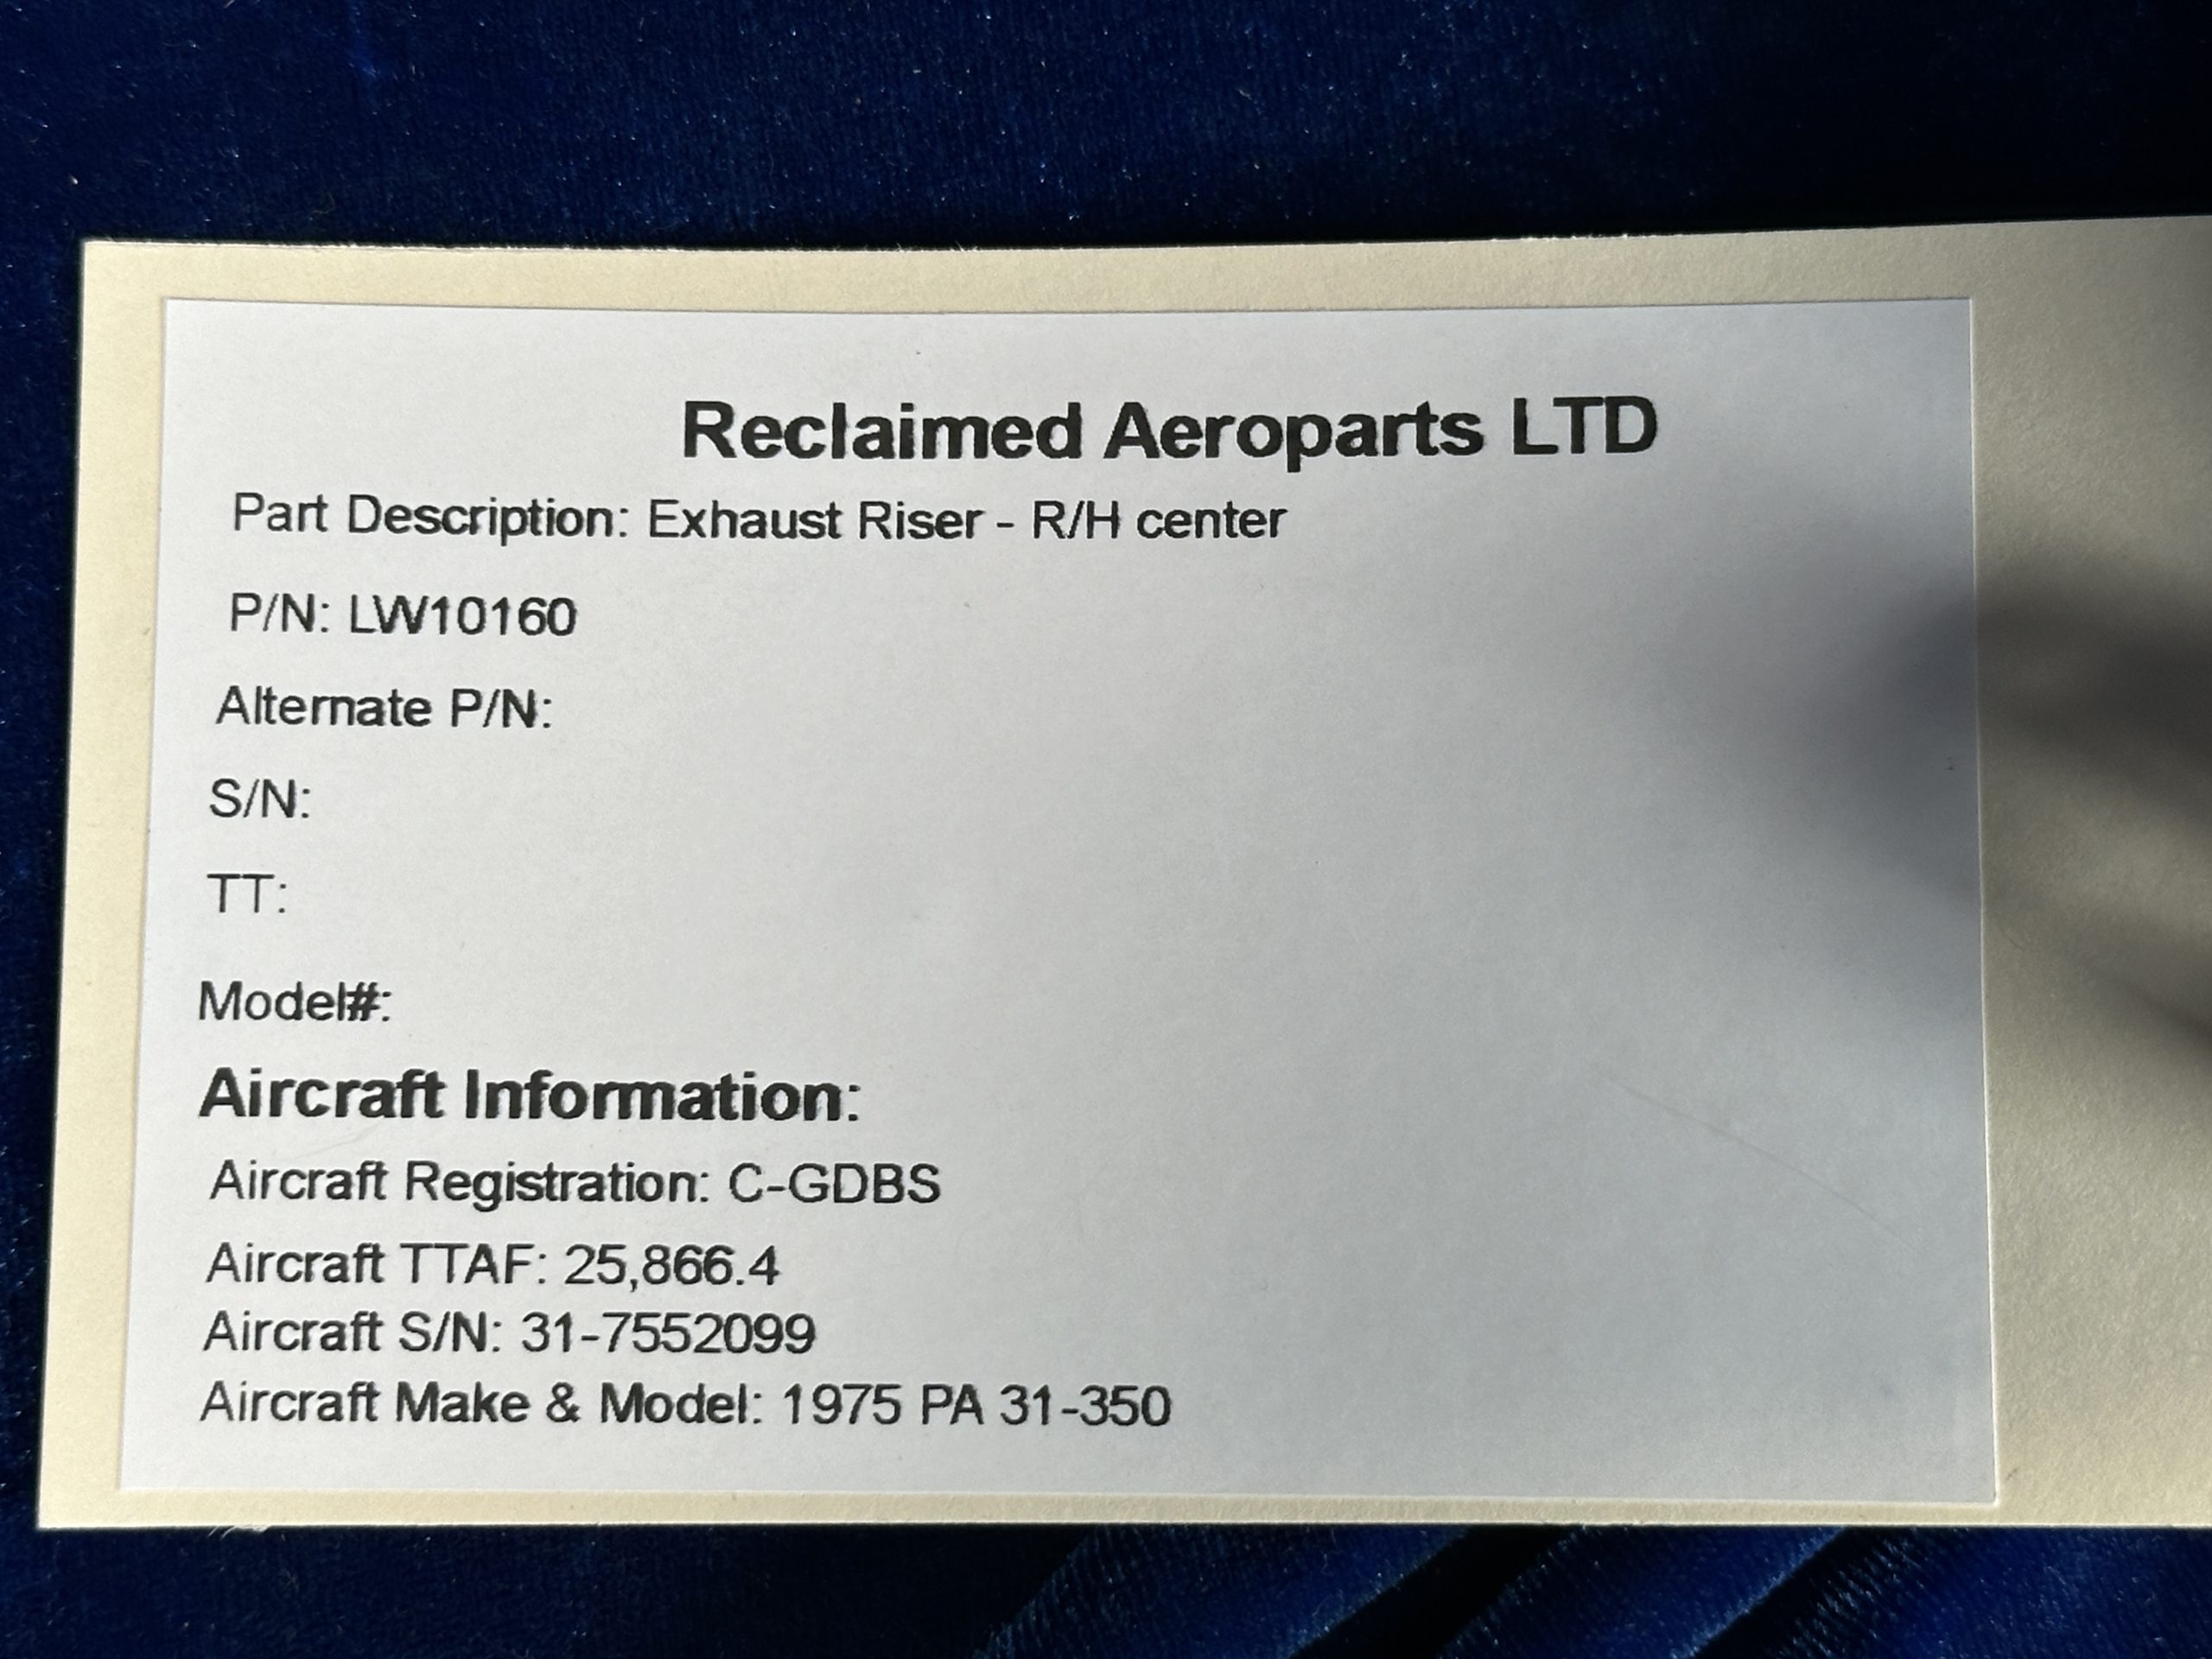 Reclaimed Aeroparts LTD
Part Description: Exhaust Riser - R/H center
P/N: LW10160
Alternate P/N:
S/N:
TT:
Model#:
Aircraft Information:
Aircraft Registration: C-GDBS
Aircraft TTAF: 25,866.4
Aircraft S/N: 31-7552099
Aircraft Make & Model: 1975 PA 31-350